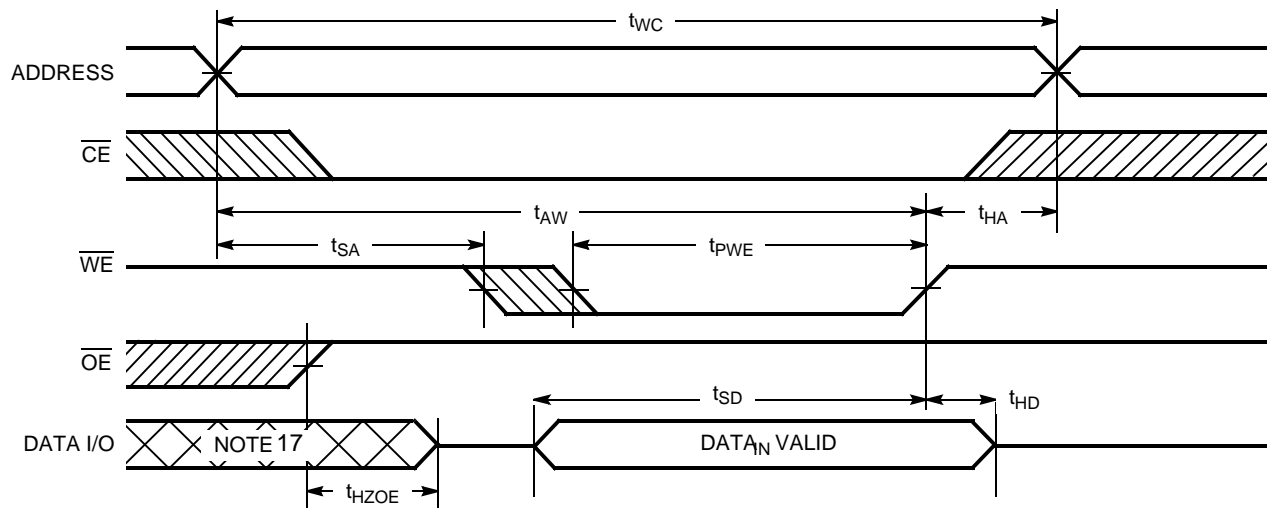 tWC
ADDRESS
CE
tAW
tHA
tSA
tPWE
WE
OE
tSD
tHD
DATA I/O
NOTE 17
DATAIN VALID
tHZOE